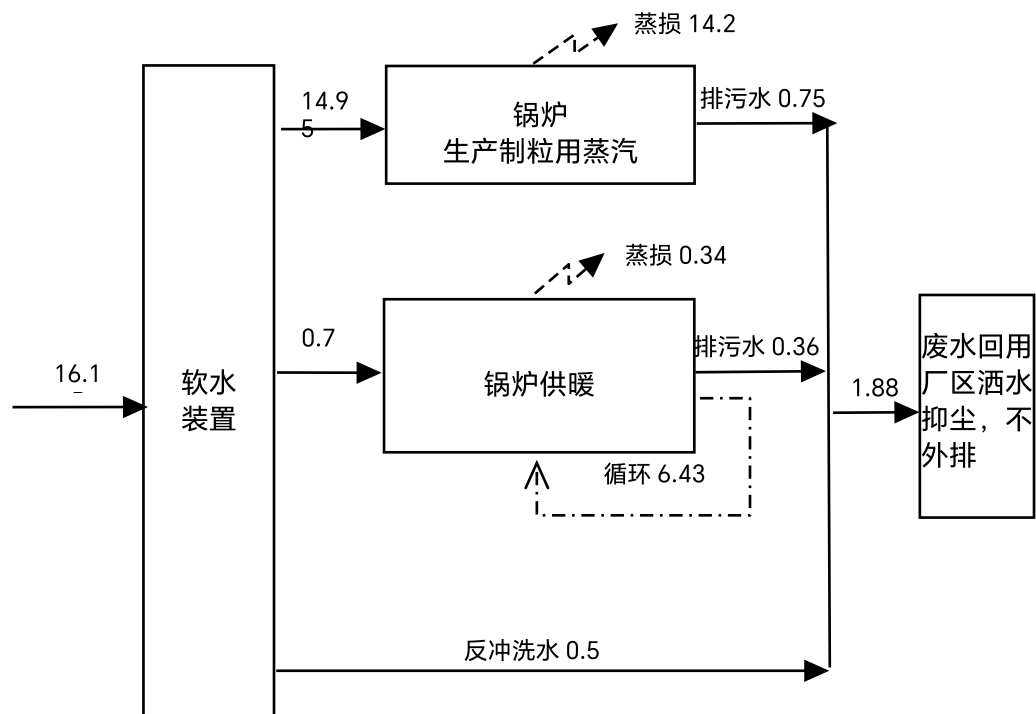 蒸损 14.2
14.9
5
锅炉
生产制粒用蒸汽
排污水 0.75
蒸损 0.34
0.7
锅炉供暖
排污水 0.36
循环 6.43
16.1
软水
装置
1.88
废水回用
厂区洒水
抑尘，不
外排
反冲洗水 0.5